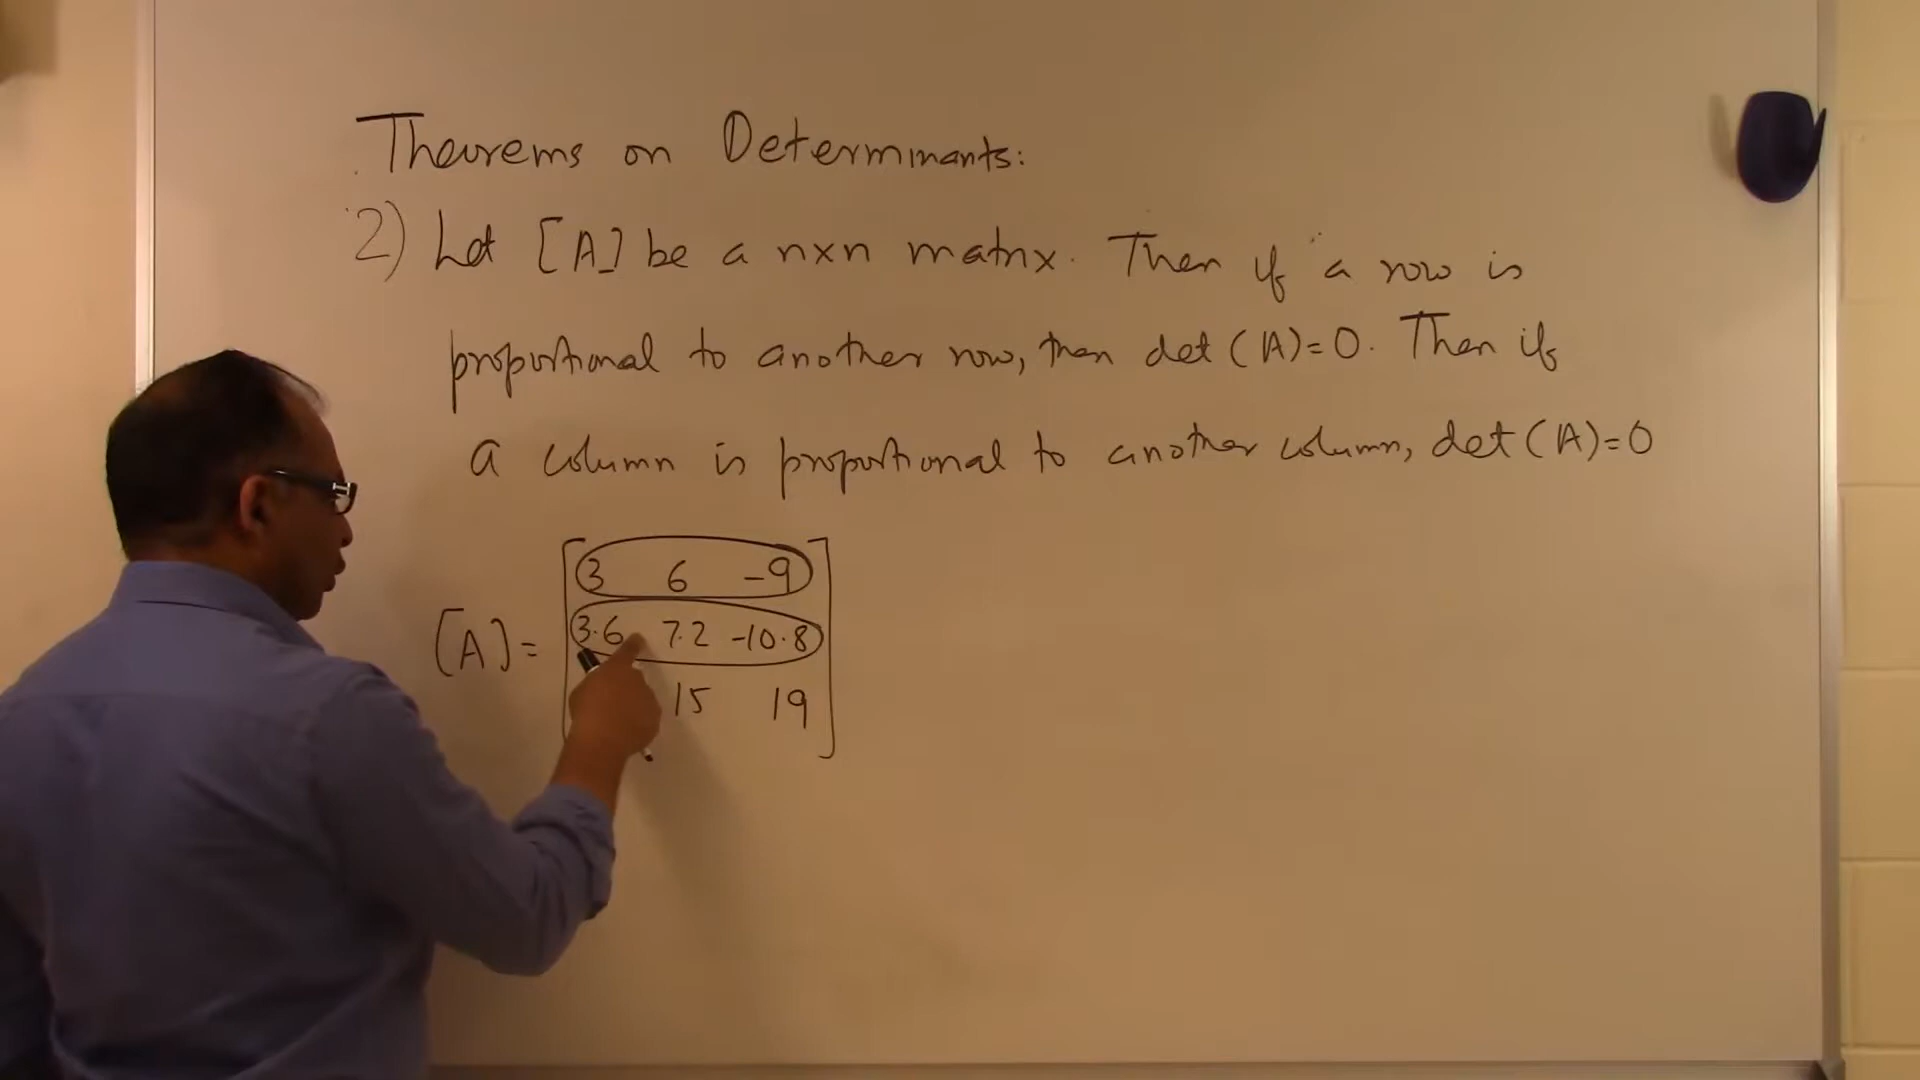 Theorems on Determinants:
2) Let [A] be a nxn matrix. Then if a row is
proportional to another row, then det (A)=0. Then if
a column is proportional to another column, det (A)=0
3 6 -9
[A]= 3.6 7.2 -10.8
15 19